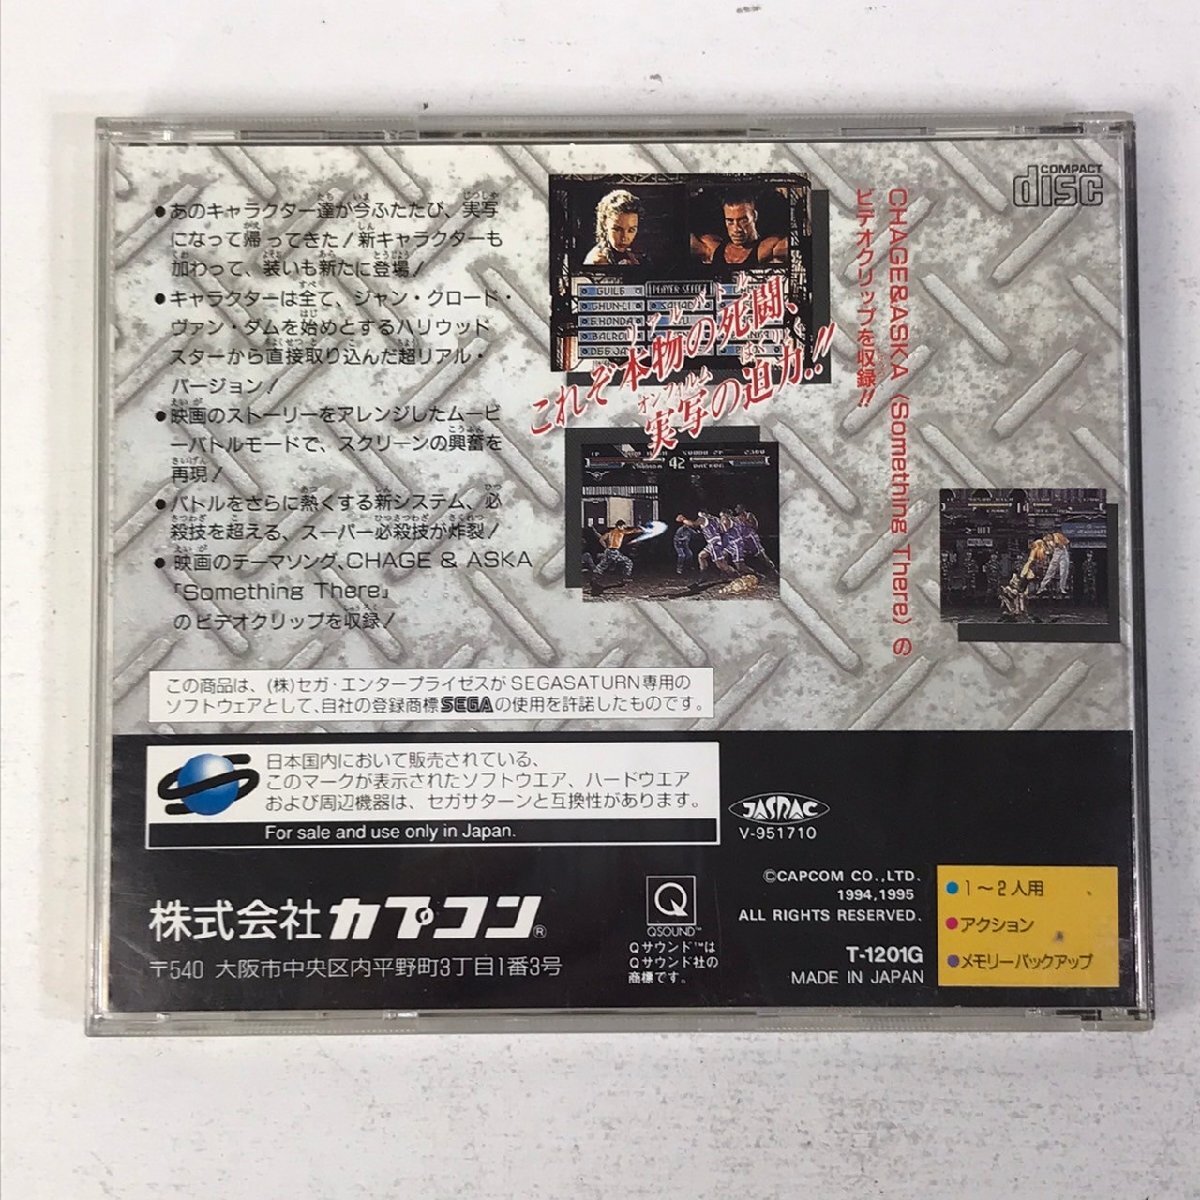 ●あのキャラクター達が今ふたたび、実写
になって帰ってきた!新キャラクターも
加わって、装いも新たに登場!
●キャラクターは全て、ジャン・クロード・
ヴァン・ダムを始めとするハリウッド
スターから直接取り込んだ超リアル・
バージョン!
●映画のストーリーをアレンジしたムービ
ーバトルモードで、スクリーンの興奮を
再現!
●バトルをさらに熱くする新システム、必
殺技を超える、スーパー必殺技が炸裂!
●映画のテーマソング、CHAGE & ASKA
「Something There」
のビデオクリップを収録!
GUILE
PLAYER SELECT
CHUN-LI
E.HONDA
これぞ本物の死闘、
実写の迫力!!
42
COMPACT
disc
CHAGE&ASKA (Something There) の
ビデオクリップを収録!!
この商品は、(株)セガ・エンタープライゼスがSEGASATURN専用の
ソフトウェアとして、自社の登録商標SEGAの使用を許諾したものです。
日本国内において販売されている、
このマークが表示されたソフトウエア、ハードウエア
および周辺機器は、セガサターンと互換性があります。
For sale and use only in Japan.
JASRAC
V-951710
株式会社カプコン®
〒540 大阪市中央区内平野町3丁目1番3号
Q
QSOUND™
Qサウンド™は
Qサウンド社の
商標です。
©CAPCOM CO.,LTD.
1994,1995
ALL RIGHTS RESERVED.
T-1201G
MADE IN JAPAN
●1〜2人用
●アクション
●メモリーバックアップ